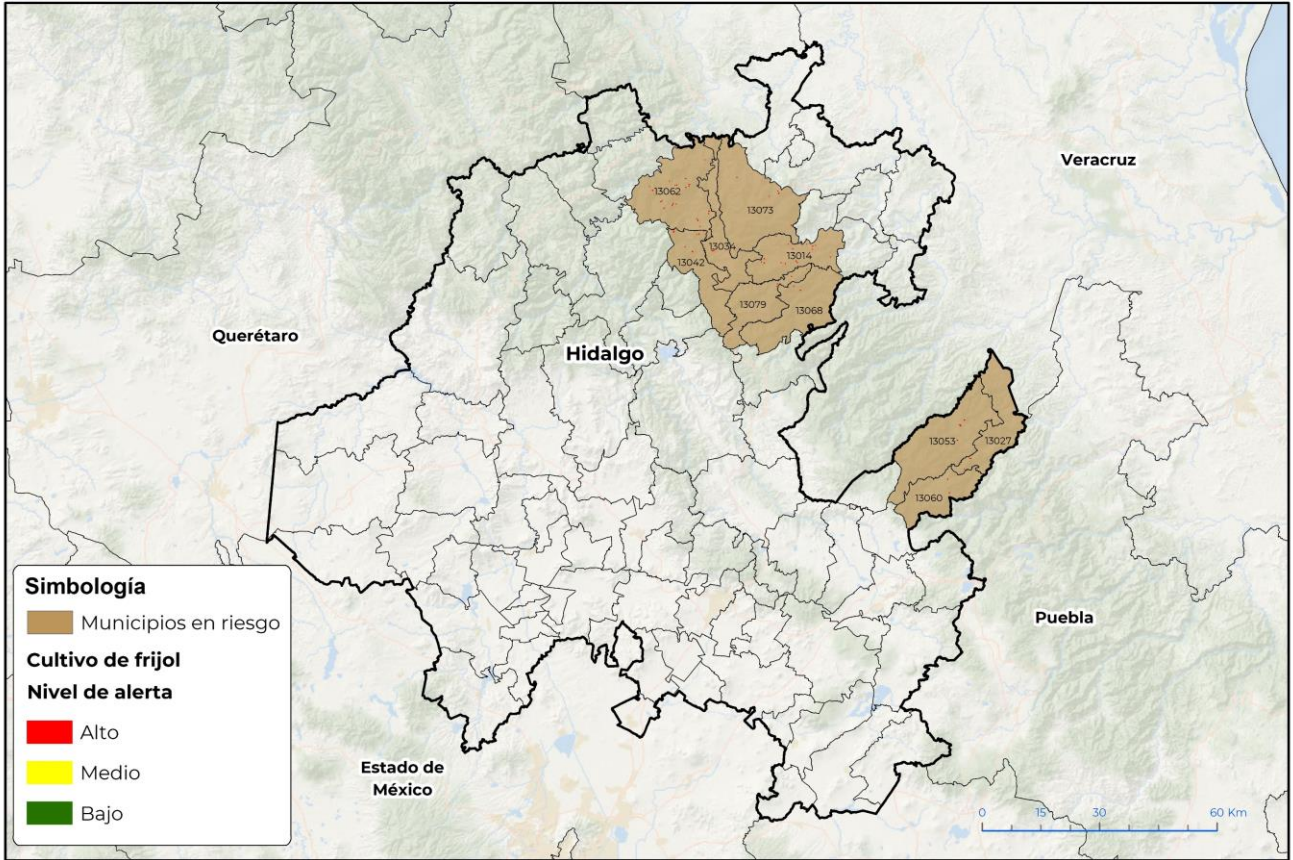 Veracruz
13062
13073
13034
13042
13014
13079
13068
Querétaro
Hidalgo
13053
13027
13060
Simbología
Municipios en riesgo
Cultivo de frijol
Nivel de alerta
Alto
Medio
Bajo
Puebla
Estado de
México
0 15 30 60 Km